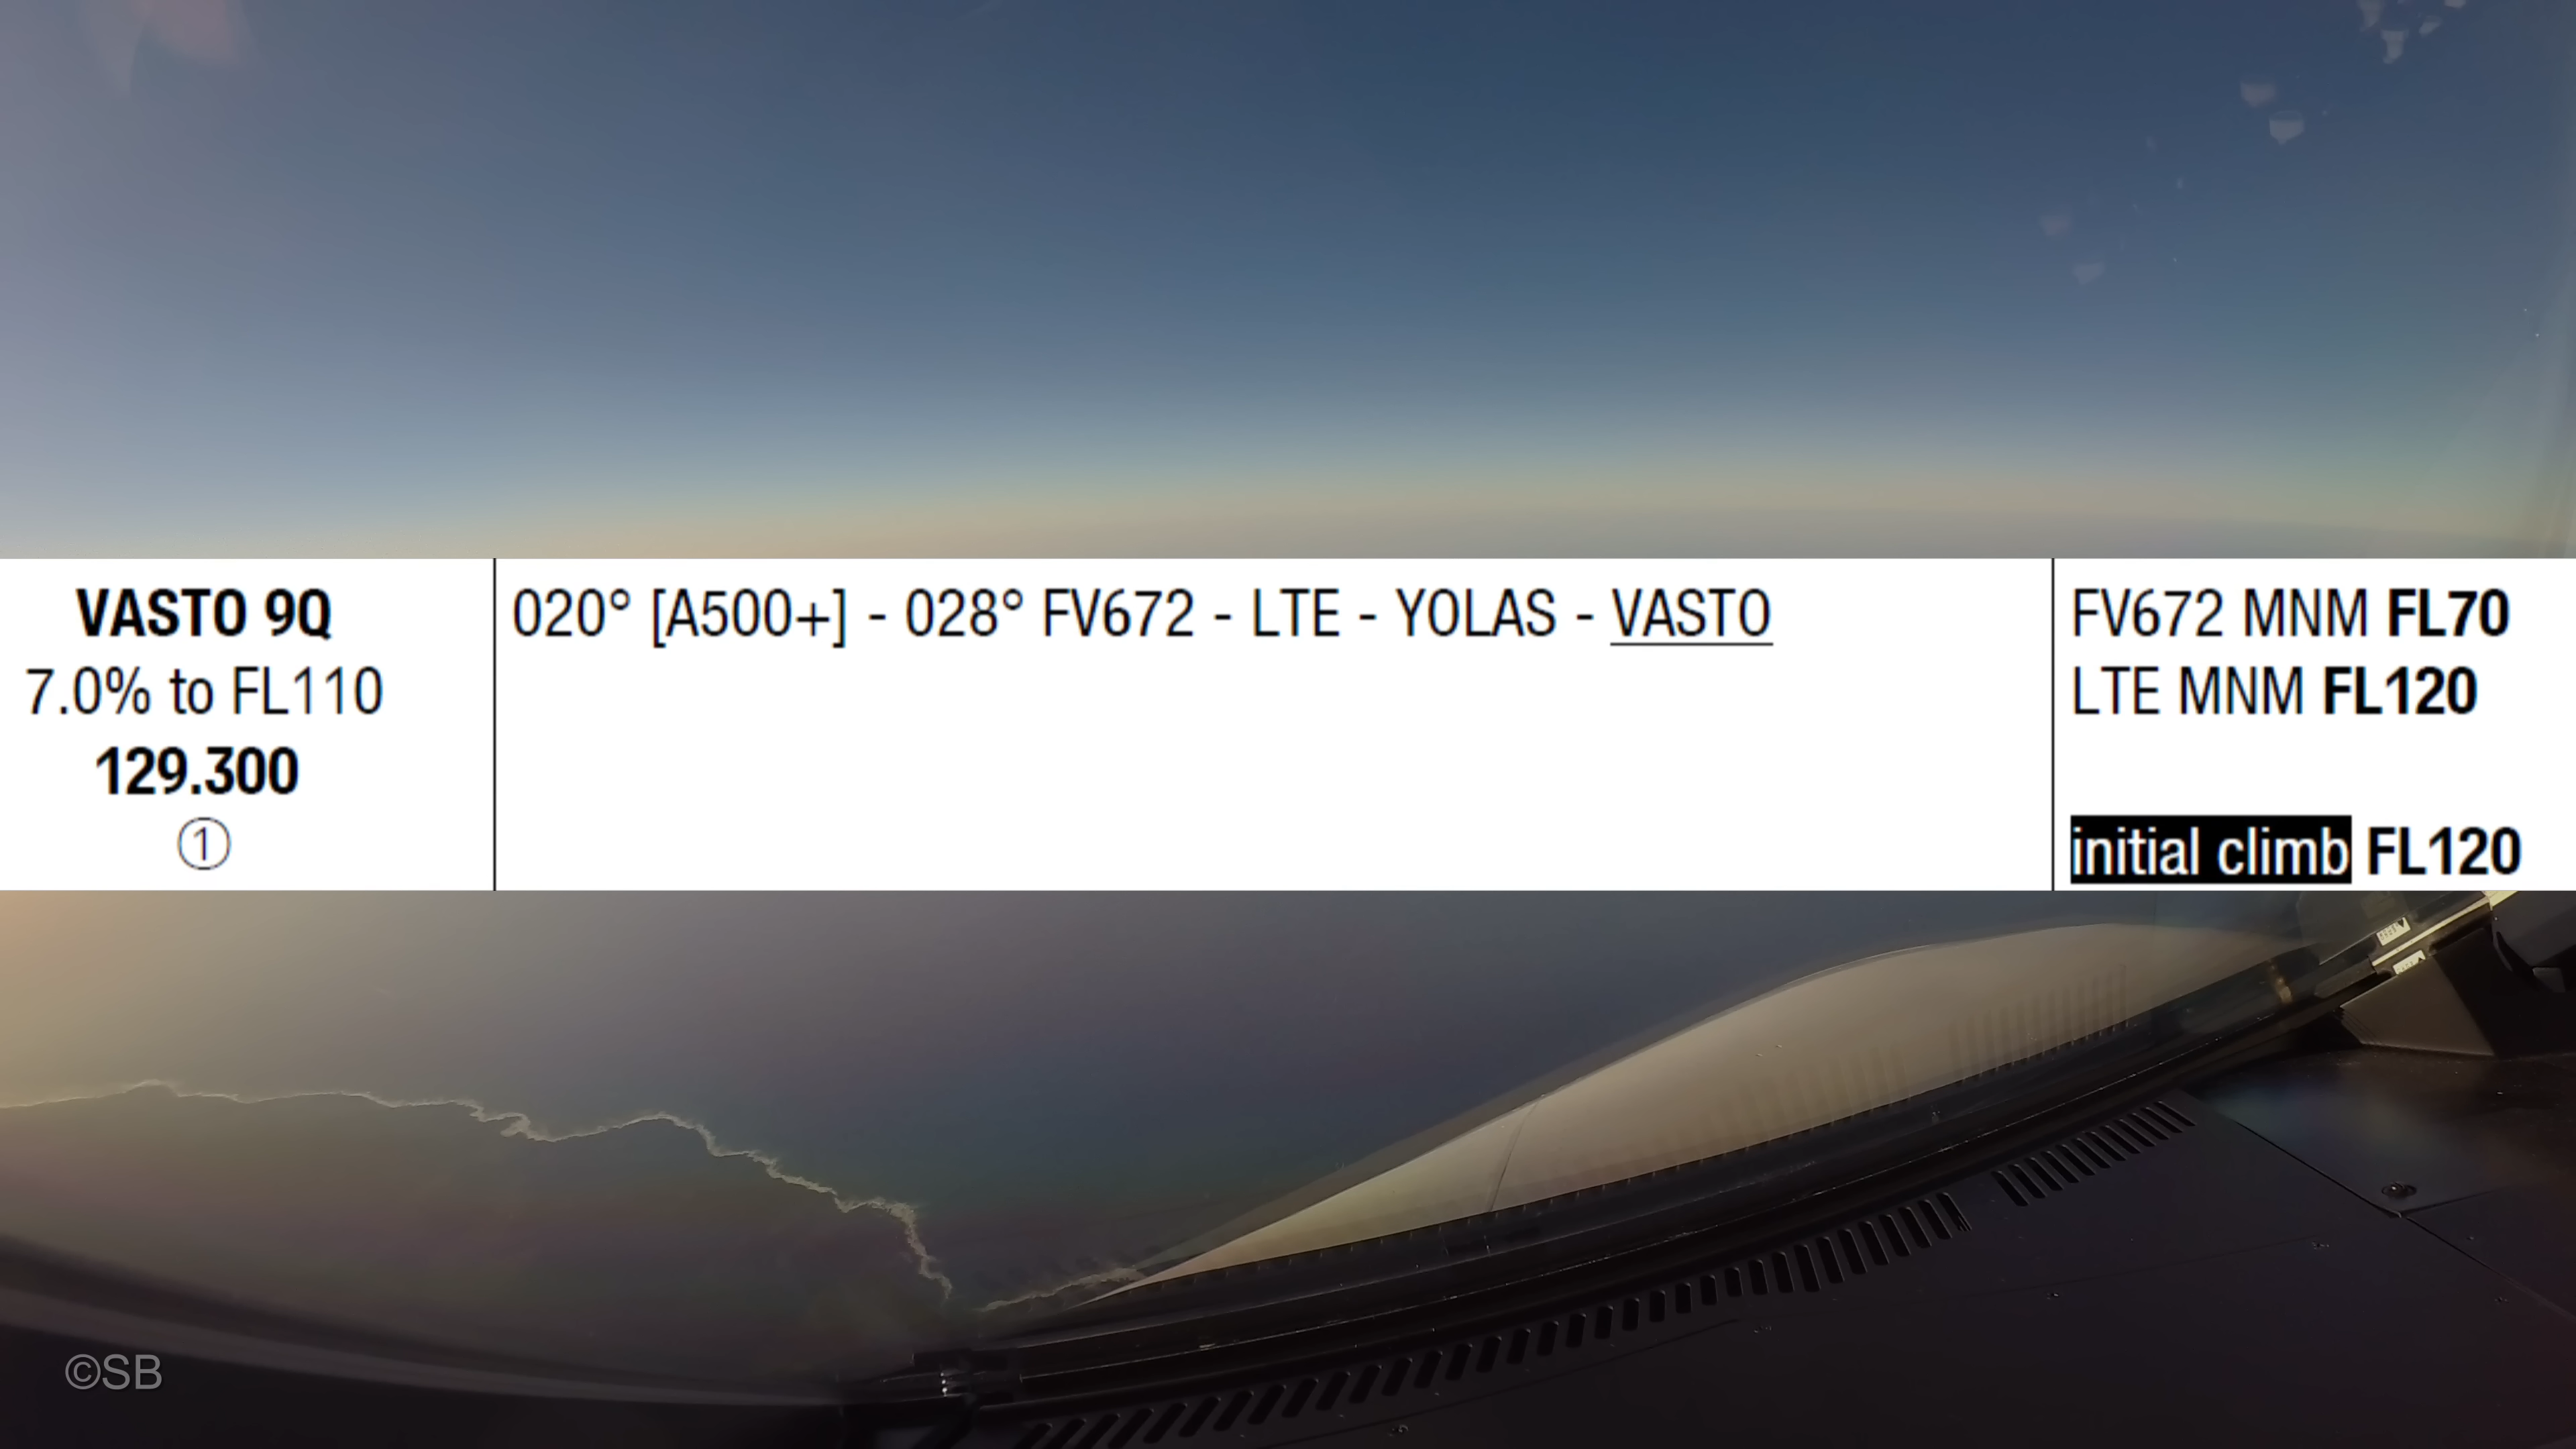 VASTO 9Q
7.0% to FL110
129.300
①
020° [A500+] - 028° FV672 - LTE - YOLAS - VASTO
FV672 MNM FL70
LTE MNM FL120
initial climb FL120
©SB